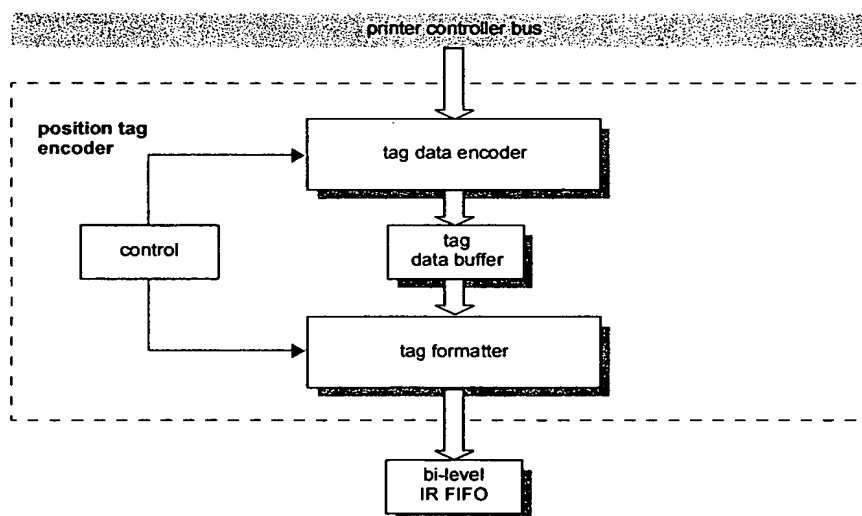 printer controller bus
position tag
encoder
tag data encoder
control
tag
data buffer
tag formatter
bi-level
IR FIFO